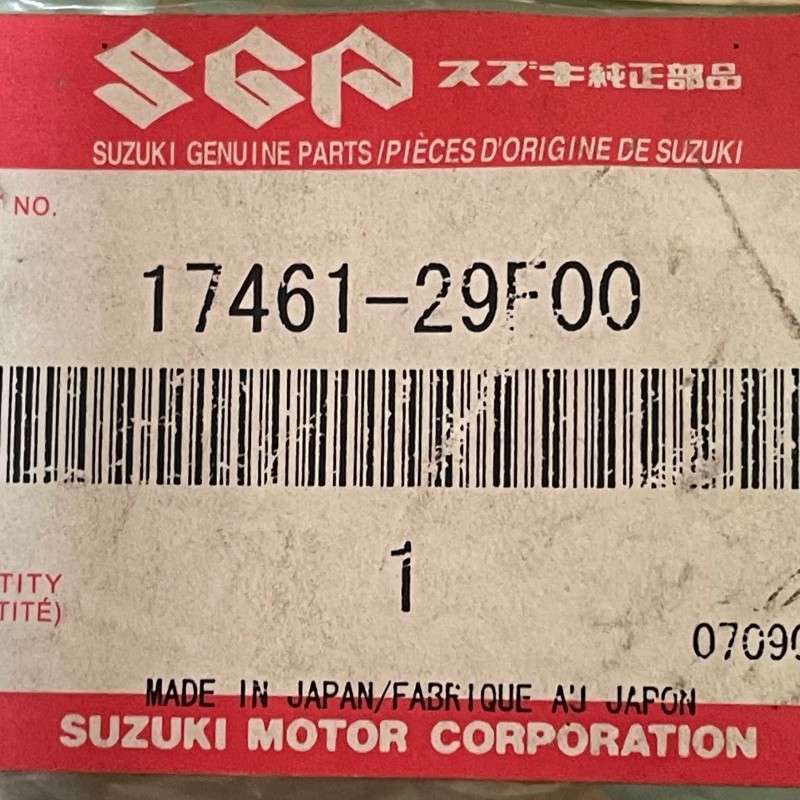 SGP スズキ純正部品
SUZUKI GENUINE PARTS/PIÈCES D'ORIGINE DE SUZUKI
NO.
17461-29F00
1
TITY
TITÉ)
0709
MADE IN JAPAN/FABRIQUE AU JAPON
SUZUKI MOTOR CORPORATION